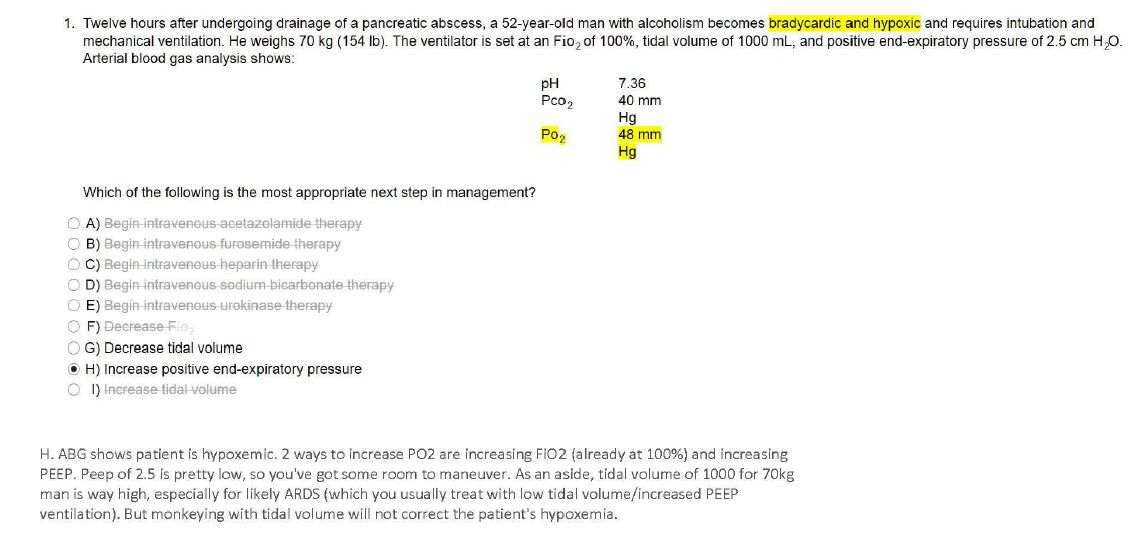 1. Twelve hours after undergoing drainage of a pancreatic abscess, a 52-year-old man with alcoholism becomes bradycardic and hypoxic and requires intubation and
mechanical ventilation. He weighs 70 kg (154 lb). The ventilator is set at an Fio₂ of 100%, tidal volume of 1000 mL, and positive end-expiratory pressure of 2.5 cm H₂O.
Arterial blood gas analysis shows:
pH 7.36
Pco₂ 40 mm
Hg
Po₂ 48 mm
Hg
Which of the following is the most appropriate next step in management?
A) Begin intravenous acetazolamide therapy
B) Begin intravenous furosemide therapy
C) Begin intravenous heparin therapy
D) Begin intravenous sodium bicarbonate therapy
E) Begin intravenous urokinase therapy
F) Decrease Fio₂
G) Decrease tidal volume
H) Increase positive end-expiratory pressure
I) Increase tidal volume
H. ABG shows patient is hypoxemic. 2 ways to increase PO2 are increasing FIO2 (already at 100%) and increasing
PEEP. Peep of 2.5 is pretty low, so you've got some room to maneuver. As an aside, tidal volume of 1000 for 70kg
man is way high, especially for likely ARDS (which you usually treat with low tidal volume/increased PEEP
ventilation). But monkeying with tidal volume will not correct the patient's hypoxemia.